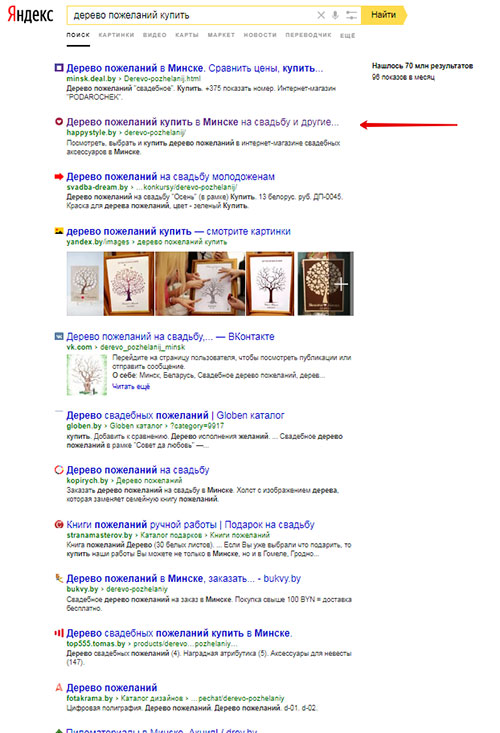 Яндекс
дерево пожеланий купить
Найти
ПОИСК КАРТИНКИ ВИДЕО КАРТЫ МАРКЕТ НОВОСТИ ПЕРЕВОДЧИК ЕЩЁ
Нашлось 70 млн результатов
96 показов в месяц
Дерево пожеланий в Минске. Сравнить цены, купить...
minsk.deal.by › Derevo-pozhelanij.html
Дерево пожеланий "свадебное". Купить. +375 показать номер. Интернет-магазин
"PODAROCHEK".
Дерево пожеланий купить в Минске на свадьбу и другие...
happystyle.by › derevo-pozhelanij/
Посмотреть, выбрать и купить дерево пожеланий в интернет-магазине свадебных
аксессуаров в Минске.
Дерево пожеланий на свадьбу молодоженам
svadba-dream.by › ...konkursy/derevo-pozhelanij/
Дерево пожеланий на свадьбу "Осень" (в рамке) Купить. 13 белорус. руб. ДП-0045.
Краска для дерева пожеланий, цвет - зеленый Купить.
дерево пожеланий купить — смотрите картинки
yandex.by/images › дерево пожеланий купить
Дерево пожеланий на свадьбу,... — ВКонтакте
vk.com › derevo_pozhelanij_minsk
Перейдите на страницу пользователя, чтобы посмотреть публикации или
отправить сообщение.
О себе: Минск, Беларусь, Свадебное дерево пожеланий, дерев...
Читать ещё
Дерево свадебных пожеланий | Globen каталог
globen.by › Globen каталог › ?category=9917
купить. Добавить к сравнению. Дерево исполнения желаний. ... Свадебное дерево
пожеланий в рамке "Совет да любовь" —...
Дерево пожеланий на свадьбу
kopirych.by › Дерево пожеланий
Заказать дерево пожеланий на свадьбу в Минске. Холст с изображением дерева,
которая заменяет семейную книгу пожеланий.
Книги пожеланий ручной работы | Подарок на свадьбу
stranamasterov.by › Каталог подарков › Книги пожеланий
Книга пожеланий Дерево (30 белых листов). ... Если Вы уже выбрали что подарить, то
купить наши работы Вы можете не только в Минске, но и в Гомеле, Гродно...
Дерево пожеланий в Минске, заказать... - bukvy.by
bukvy.by › derevo-pozhelaniy
Свадебное дерево пожеланий на заказ в Минске. Покупка свыше 100 BYN = доставка
бесплатно.
Дерево свадебных пожеланий купить в Минске.
top555.tomas.by › products/derevo... pozhelaniy...
Дерево свадебных пожеланий (4). Наградная атрибутика (5). Аксессуары для невесты
(147).
Дерево пожеланий
fotakrama.by › Каталог дизайнов › ...pechat/derevo-pozhelaniy
Цифровая полиграфия. Дерево пожеланий. Дерево пожеланий. d-01. d-02.